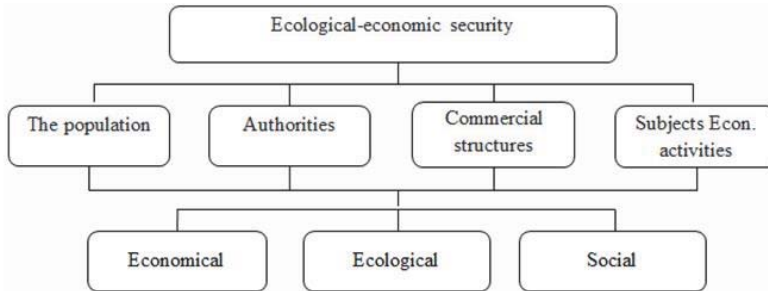 Ecological-economic security
The population
Authorities
Commercial
structures
Subjects Econ.
activities
Economical
Ecological
Social